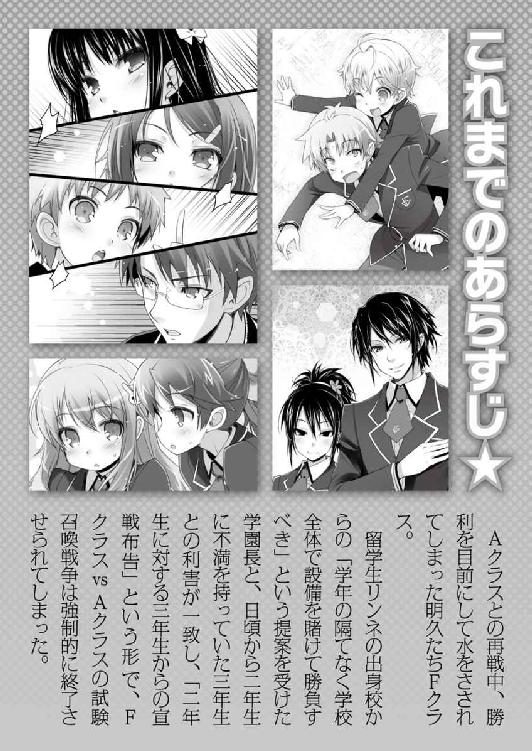 これまでのあらすじ★
Aクラスとの再戦中、勝
利を目前にして水をさされ
てしまった明久たちFクラ
ス。
留学生リンネの出身校か
らの「学年の隔てなく学校
全体で設備を賭けて勝負す
べき」という提案を受けた
学園長と、日頃から二年生
に不満を持っていた三年生
との利害が一致し、「二年
生に対する三年生からの宣
戦布告」という形で、F
クラスvsAクラスの試験
召喚戦争は強制的に終了さ
せられてしまった。